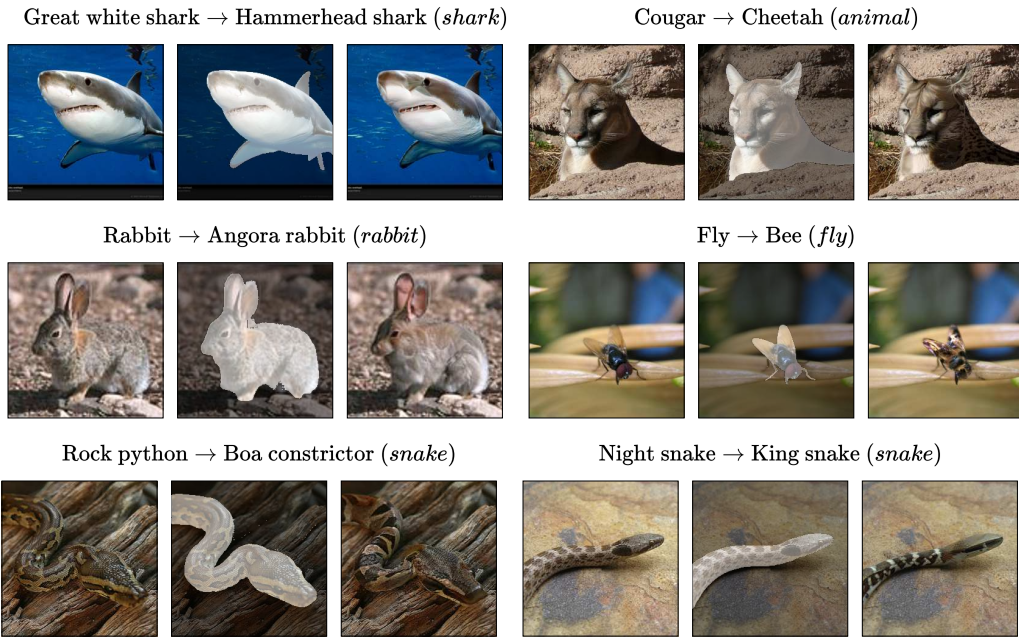 Great white shark → Hammerhead shark (shark)
Cougar → Cheetah (animal)
Rabbit → Angora rabbit (rabbit)
Fly → Bee (fly)
Rock python → Boa constrictor (snake)
Night snake → King snake (snake)